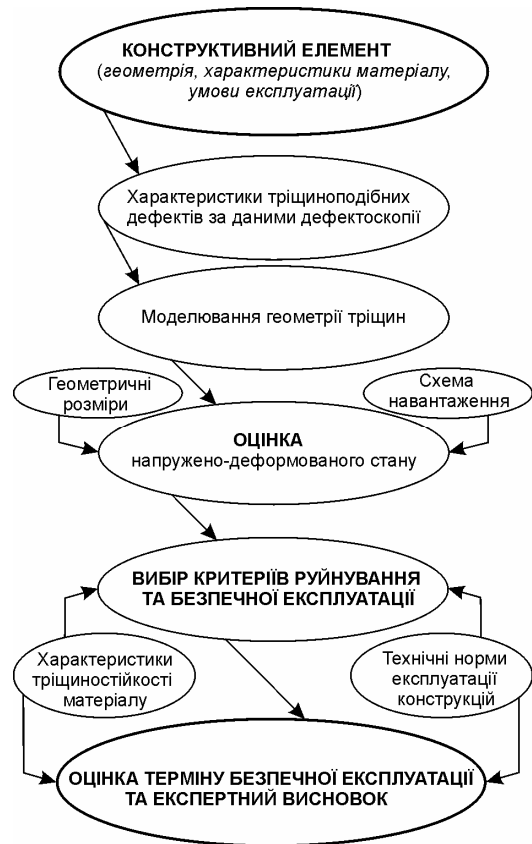 КОНСТРУКТИВНИЙ ЕЛЕМЕНТ
(геометрія, характеристики матеріалу,
умови експлуатації)
Характеристики тріщиноподібних
дефектів за даними дефектоскопії
Моделювання геометрії тріщин
Геометричні
розміри
Схема
навантаження
ОЦІНКА
напружено-деформованого стану
ВИБІР КРИТЕРІЇВ РУЙНУВАННЯ
ТА БЕЗПЕЧНОЇ ЕКСПЛУАТАЦІЇ
Характеристики
тріщиностійкості
матеріалу
Технічні норми
експлуатації
конструкцій
ОЦІНКА ТЕРМІНУ БЕЗПЕЧНОЇ ЕКСПЛУАТАЦІЇ
ТА ЕКСПЕРТНИЙ ВИСНОВОК